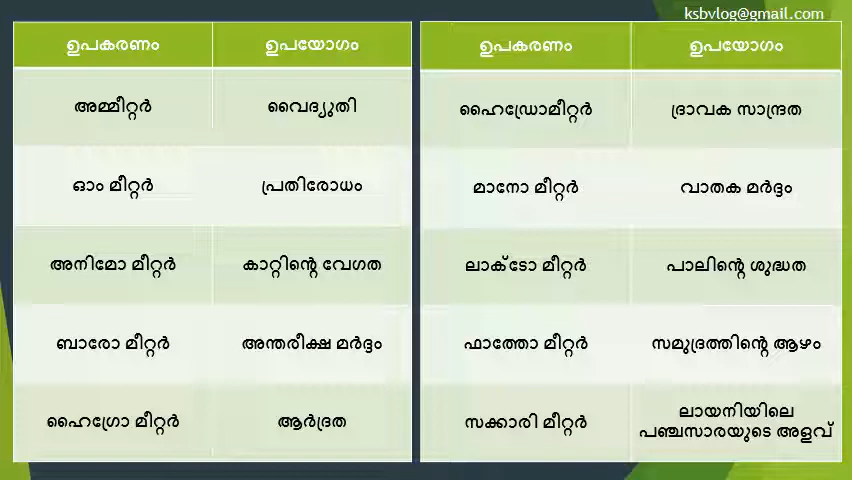 ksbvlog@gmail.com
ഉപകരണം ഉപയോഗം
അമ്മീറ്റർ വൈദ്യുതി
ഓം മീറ്റർ പ്രതിരോധം
അനിമോ മീറ്റർ കാറ്റിന്റെ വേഗത
ബാരോ മീറ്റർ അന്തരീക്ഷ മർദ്ദം
ഹൈഗ്രോ മീറ്റർ ആർദ്രത
ഉപകരണം ഉപയോഗം
ഹൈഡ്രോമീറ്റർ ദ്രാവക സാന്ദ്രത
മാനോ മീറ്റർ വാതക മർദ്ദം
ലാക്ടോ മീറ്റർ പാലിന്റെ ശുദ്ധത
ഫാത്തോ മീറ്റർ സമുദ്രത്തിന്റെ ആഴം
സക്കാരി മീറ്റർ ലായനിയിലെ
പഞ്ചസാരയുടെ അളവ്